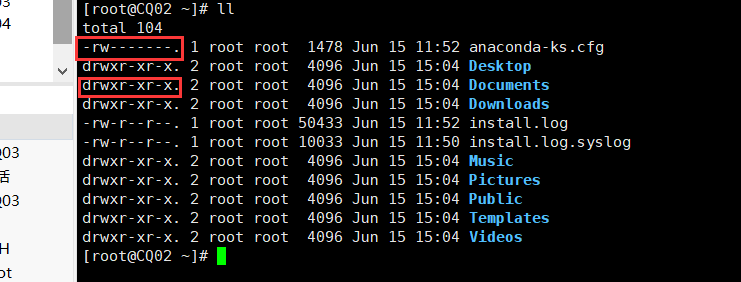 03
04
Q03
活
Q03
H
ot
[root@CQ02 ~]# ll
total 104
-rw-------. 1 root root  1478 Jun 15 11:52 anaconda-ks.cfg
drwxr-xr-x. 2 root root  4096 Jun 15 15:04 Desktop
drwxr-xr-x. 2 root root  4096 Jun 15 15:04 Documents
drwxr-xr-x. 2 root root  4096 Jun 15 15:04 Downloads
-rw-r--r--. 1 root root 50433 Jun 15 11:52 install.log
-rw-r--r--. 1 root root 10033 Jun 15 11:50 install.log.syslog
drwxr-xr-x. 2 root root  4096 Jun 15 15:04 Music
drwxr-xr-x. 2 root root  4096 Jun 15 15:04 Pictures
drwxr-xr-x. 2 root root  4096 Jun 15 15:04 Public
drwxr-xr-x. 2 root root  4096 Jun 15 15:04 Templates
drwxr-xr-x. 2 root root  4096 Jun 15 15:04 Videos
[root@CQ02 ~]#